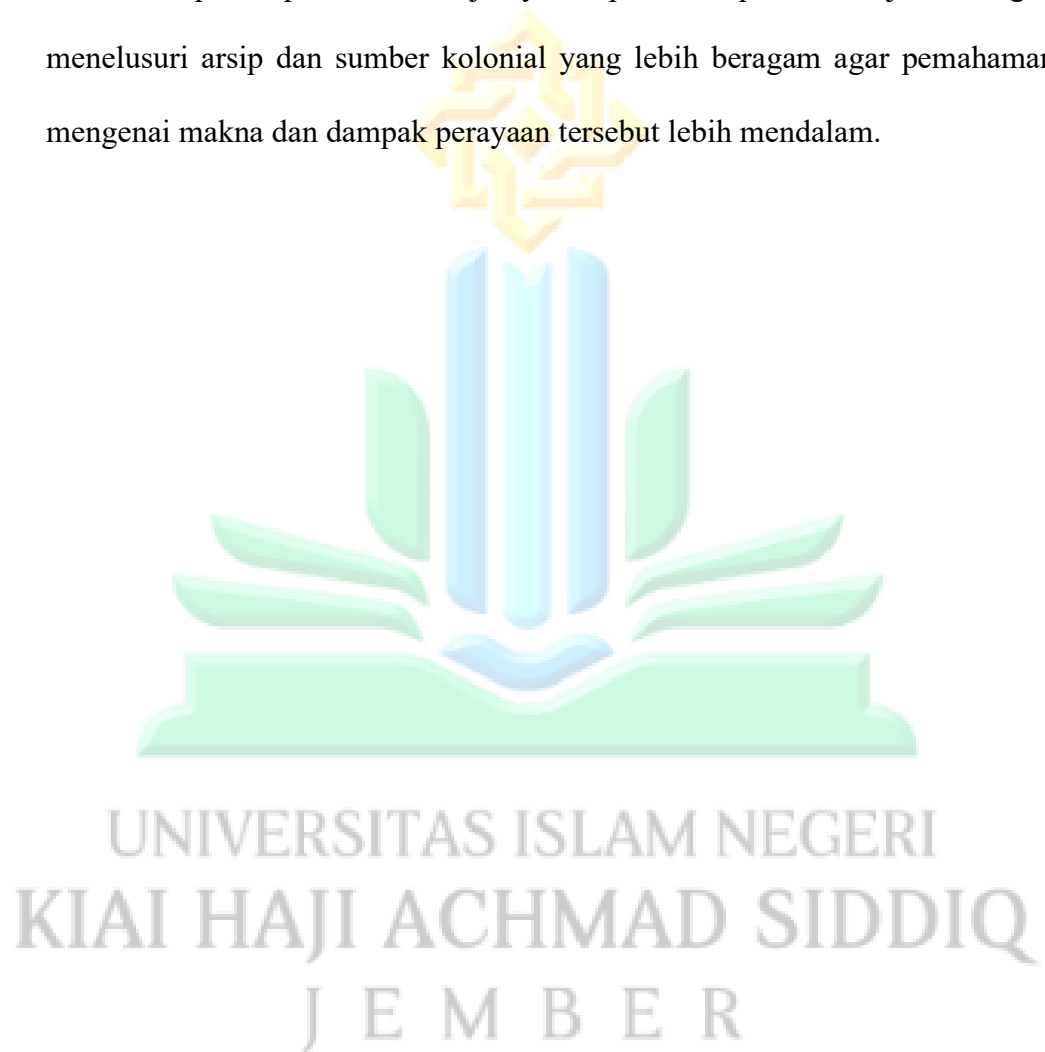 menelusuri arsip dan sumber kolonial yang lebih beragam agar pemahaman
mengenai makna dan dampak perayaan tersebut lebih mendalam.
UNIVERSITAS ISLAM NEGERI
KIAI HAJI ACHMAD SIDDIQ
JEMBER